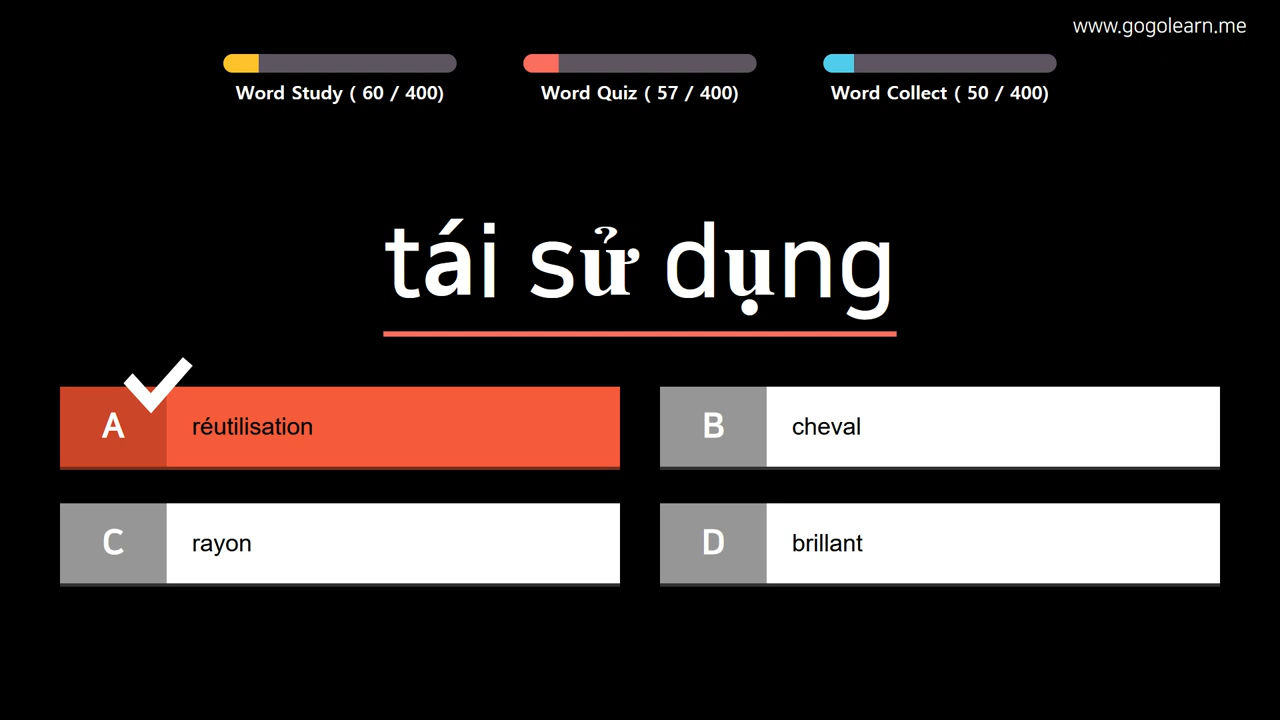 www.gogolearn.me
Word Study ( 60 / 400)
Word Quiz ( 57 / 400)
Word Collect ( 50 / 400)
tái sử dụng
A réutilisation
B cheval
C rayon
D brillant